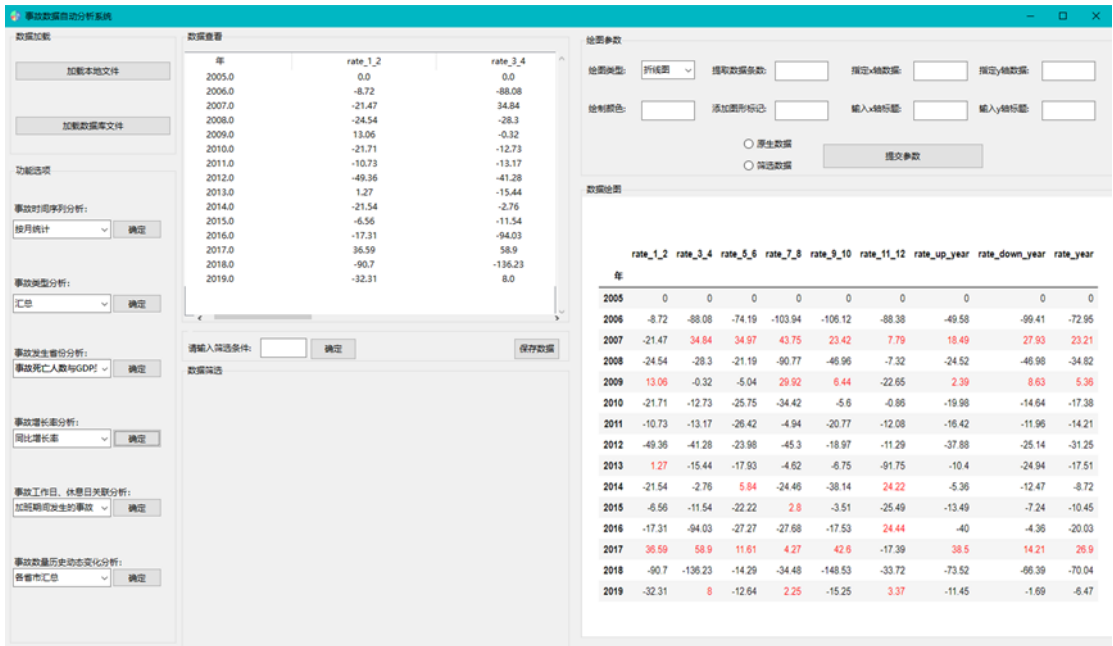 事故数据自动分析系统
数据加载
加载本地文件
加载数据库文件
功能选项
事故时间序列分析:
按月统计 确定
事故类型分析:
汇总 确定
事故发生省份分析:
事故死亡人数与GDP 确定
事故增长率分析:
同比增长率 确定
事故工作日、休息日关联分析:
加班期间发生的事故 确定
事故数量历史动态变化分析:
各省市汇总 确定
数据查看
年 rate_1_2 rate_3_4
2005.0 0.0 0.0
2006.0 -8.72 -88.08
2007.0 -21.47 34.84
2008.0 -24.54 -28.3
2009.0 13.06 -0.32
2010.0 -21.71 -12.73
2011.0 -10.73 -13.17
2012.0 -49.36 -41.28
2013.0 1.27 -15.44
2014.0 -21.54 -2.76
2015.0 -6.56 -11.54
2016.0 -17.31 -94.03
2017.0 36.59 58.9
2018.0 -90.7 -136.23
2019.0 -32.31 8.0
请输入筛选条件: 确定 保存数据
数据筛选
绘图参数
绘图类型: 折线图 提取数据条数: 指定x轴数据: 指定y轴数据:
绘制颜色: 添加图形标记: 输入x轴标题: 输入y轴标题:
原生数据
筛选数据
提交参数
数据绘图
rate_1_2 rate_3_4 rate_5_6 rate_7_8 rate_9_10 rate_11_12 rate_up_year rate_down_year rate_year
年
2005 0 0 0 0 0 0 0 0 0
2006 -8.72 -88.08 -74.19 -103.94 -106.12 -88.38 -49.58 -99.41 -72.95
2007 -21.47 34.84 34.97 43.75 23.42 7.79 18.49 27.93 23.21
2008 -24.54 -28.3 -21.19 -90.77 -46.96 -7.32 -24.52 -46.98 -34.82
2009 13.06 -0.32 -5.04 29.92 6.44 -22.65 2.39 8.63 5.36
2010 -21.71 -12.73 -25.75 -34.42 -5.6 -0.86 -19.98 -14.64 -17.38
2011 -10.73 -13.17 -26.42 -4.94 -20.77 -12.08 -16.42 -11.96 -14.21
2012 -49.36 -41.28 -23.98 -45.3 -18.97 -11.29 -37.88 -25.14 -31.25
2013 1.27 -15.44 -17.93 -4.62 -6.75 -91.75 -10.4 -24.94 -17.51
2014 -21.54 -2.76 5.84 -24.46 -38.14 24.22 -5.36 -12.47 -8.72
2015 -6.56 -11.54 -22.22 2.8 -3.51 -25.49 -13.49 -7.24 -10.45
2016 -17.31 -94.03 -27.27 -27.68 -17.53 24.44 -40 -4.36 -20.03
2017 36.59 58.9 11.61 4.27 42.6 -17.39 38.5 14.21 26.9
2018 -90.7 -136.23 -14.29 -34.48 -148.53 -33.72 -73.52 -66.39 -70.04
2019 -32.31 8 -12.64 2.25 -15.25 3.37 -11.45 -1.69 -6.47